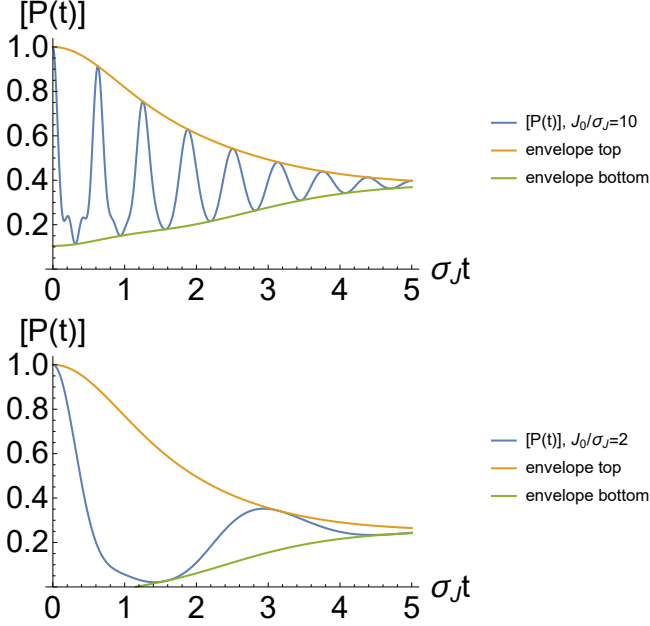 [P(t)]
1.0
0.8
0.6
0.4
0.2
0 1 2 3 4 5
σJt
[P(t)], J0/σJ=10
envelope top
envelope bottom
[P(t)]
1.0
0.8
0.6
0.4
0.2
0 1 2 3 4 5
σJt
[P(t)], J0/σJ=2
envelope top
envelope bottom